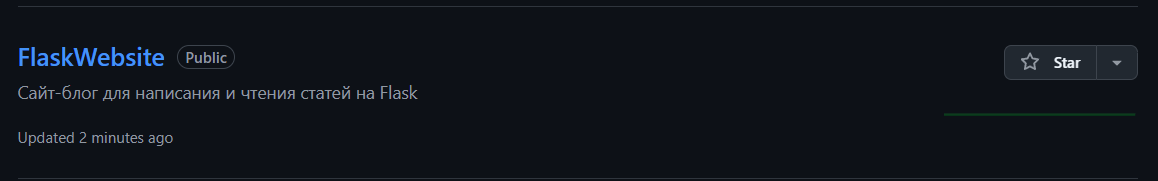 FlaskWebsite Public
Star
Сайт-блог для написания и чтения статей на Flask
Updated 2 minutes ago